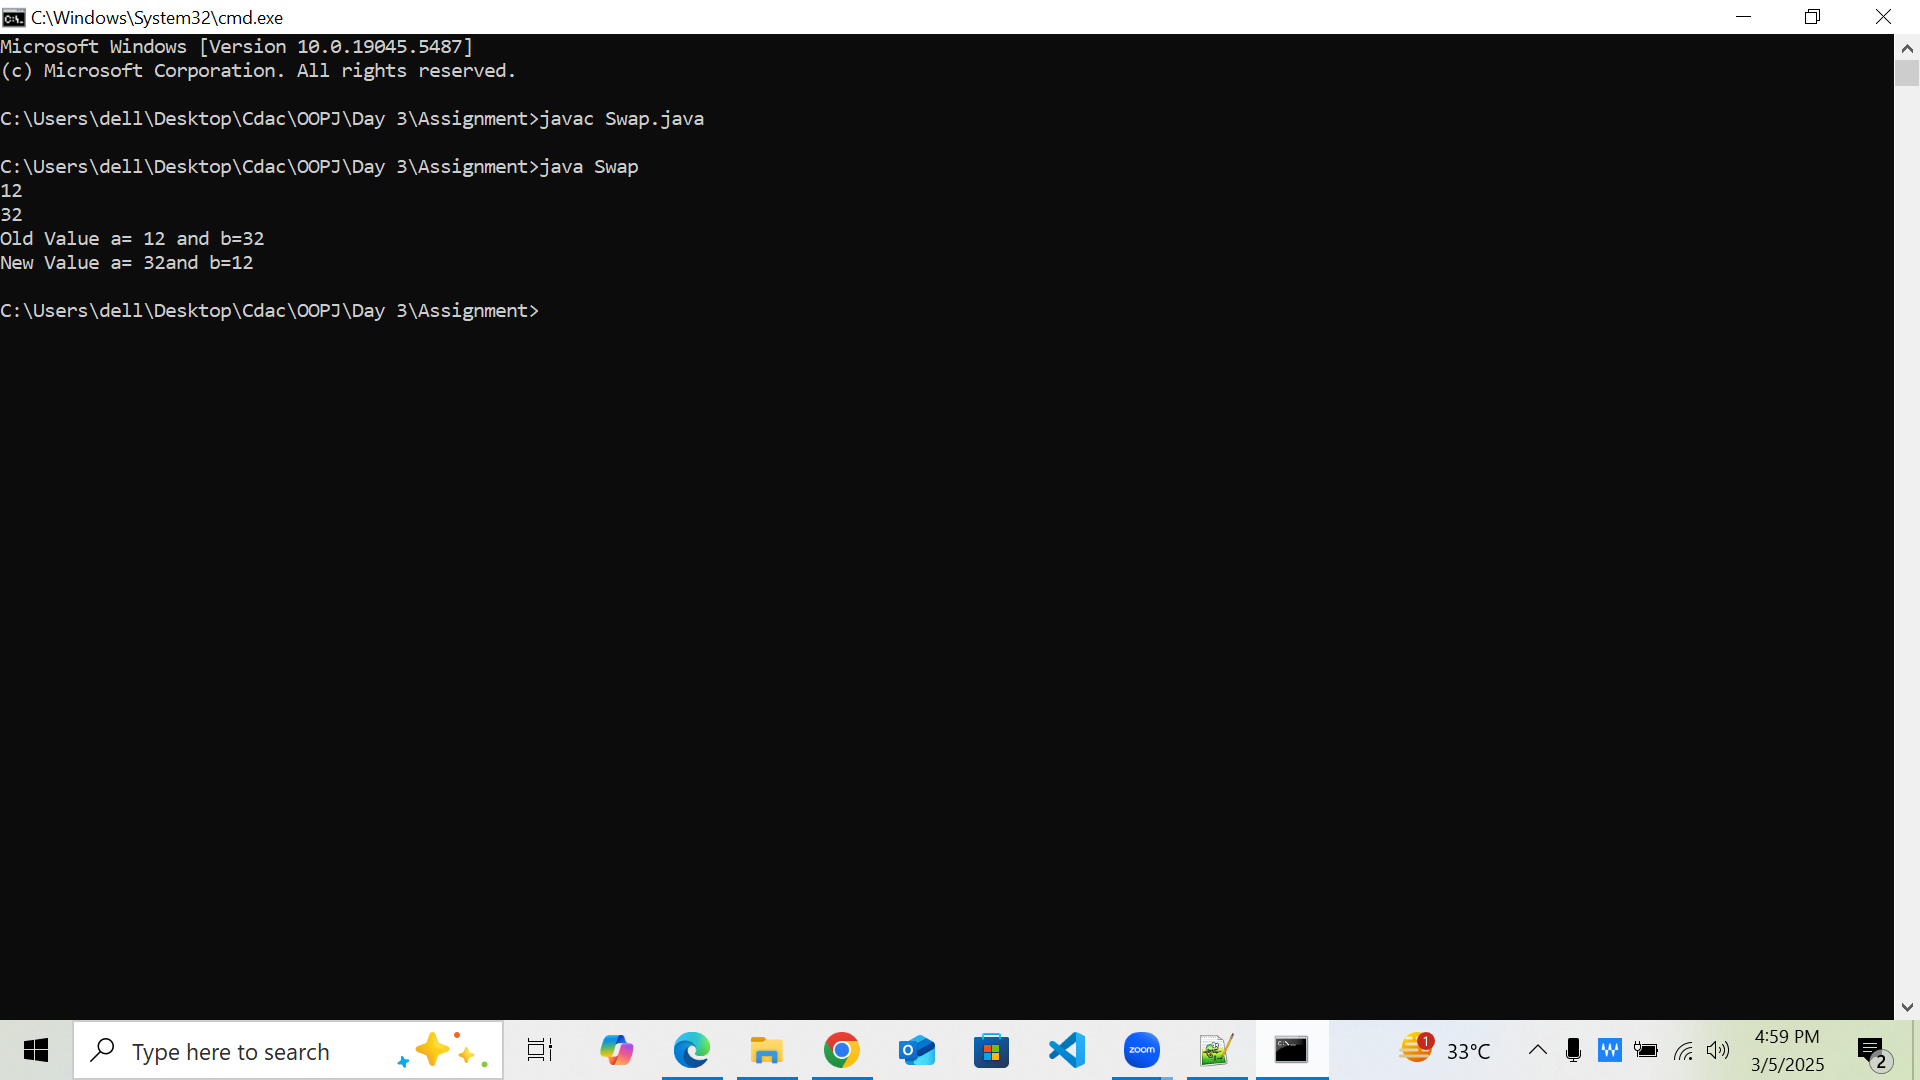 C:\Windows\System32\cmd.exe
Microsoft Windows [Version 10.0.19045.5487]
(c) Microsoft Corporation. All rights reserved.
C:\Users\dell\Desktop\Cdac\OOPJ\Day 3\Assignment>javac Swap.java
C:\Users\dell\Desktop\Cdac\OOPJ\Day 3\Assignment>java Swap
12
32
Old Value a= 12 and b=32
New Value a= 32and b=12
C:\Users\dell\Desktop\Cdac\OOPJ\Day 3\Assignment>
Type here to search
zoom
1
33°C
4:59 PM
3/5/2025
2